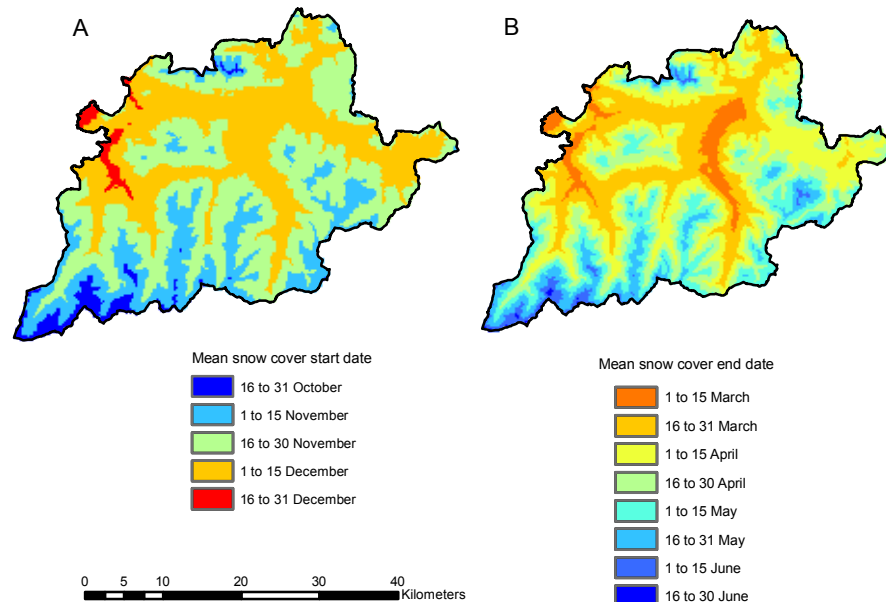 A
B
Mean snow cover start date
16 to 31 October
1 to 15 November
16 to 30 November
1 to 15 December
16 to 31 December
Mean snow cover end date
1 to 15 March
16 to 31 March
1 to 15 April
16 to 30 April
1 to 15 May
16 to 31 May
1 to 15 June
16 to 30 June
0 5 10 20 30 40
Kilometers